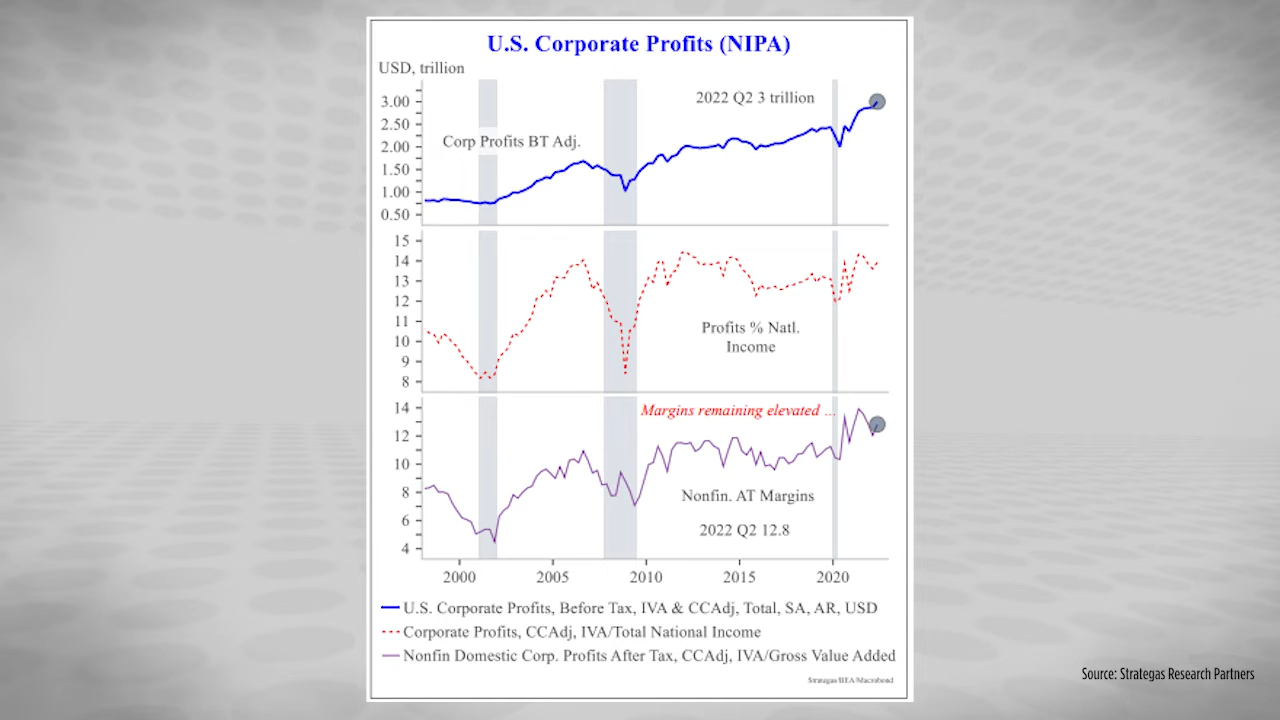 U.S. Corporate Profits (NIPA)
USD, trillion
3.00
2.50
2.00
1.50
1.00
0.50
2022 Q2 3 trillion
Corp Profits BT Adj.
15
14
13
12
11
10
9
8
Profits % Natl.
Income
14
12
10
8
6
4
Margins remaining elevated ...
Nonfin. AT Margins
2022 Q2 12.8
2000 2005 2010 2015 2020
U.S. Corporate Profits, Before Tax, IVA & CCAdj, Total, SA, AR, USD
Corporate Profits, CCAdj, IVA/Total National Income
Nonfin Domestic Corp. Profits After Tax, CCAdj, IVA/Gross Value Added
Strategas/BEA/Macrobond
Source: Strategas Research Partners